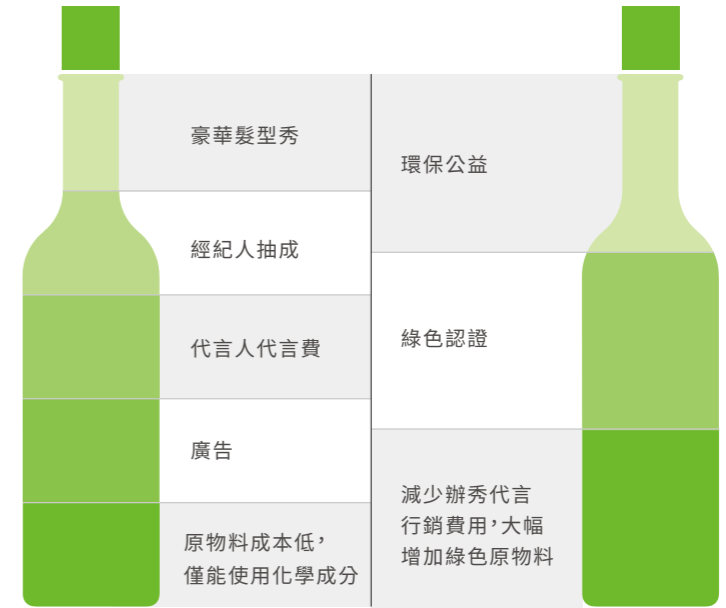 豪華髮型秀
經紀人抽成
代言人代言費
廣告
原物料成本低，
僅能使用化學成分
環保公益
綠色認證
減少辦秀代言
行銷費用，大幅
增加綠色原物料